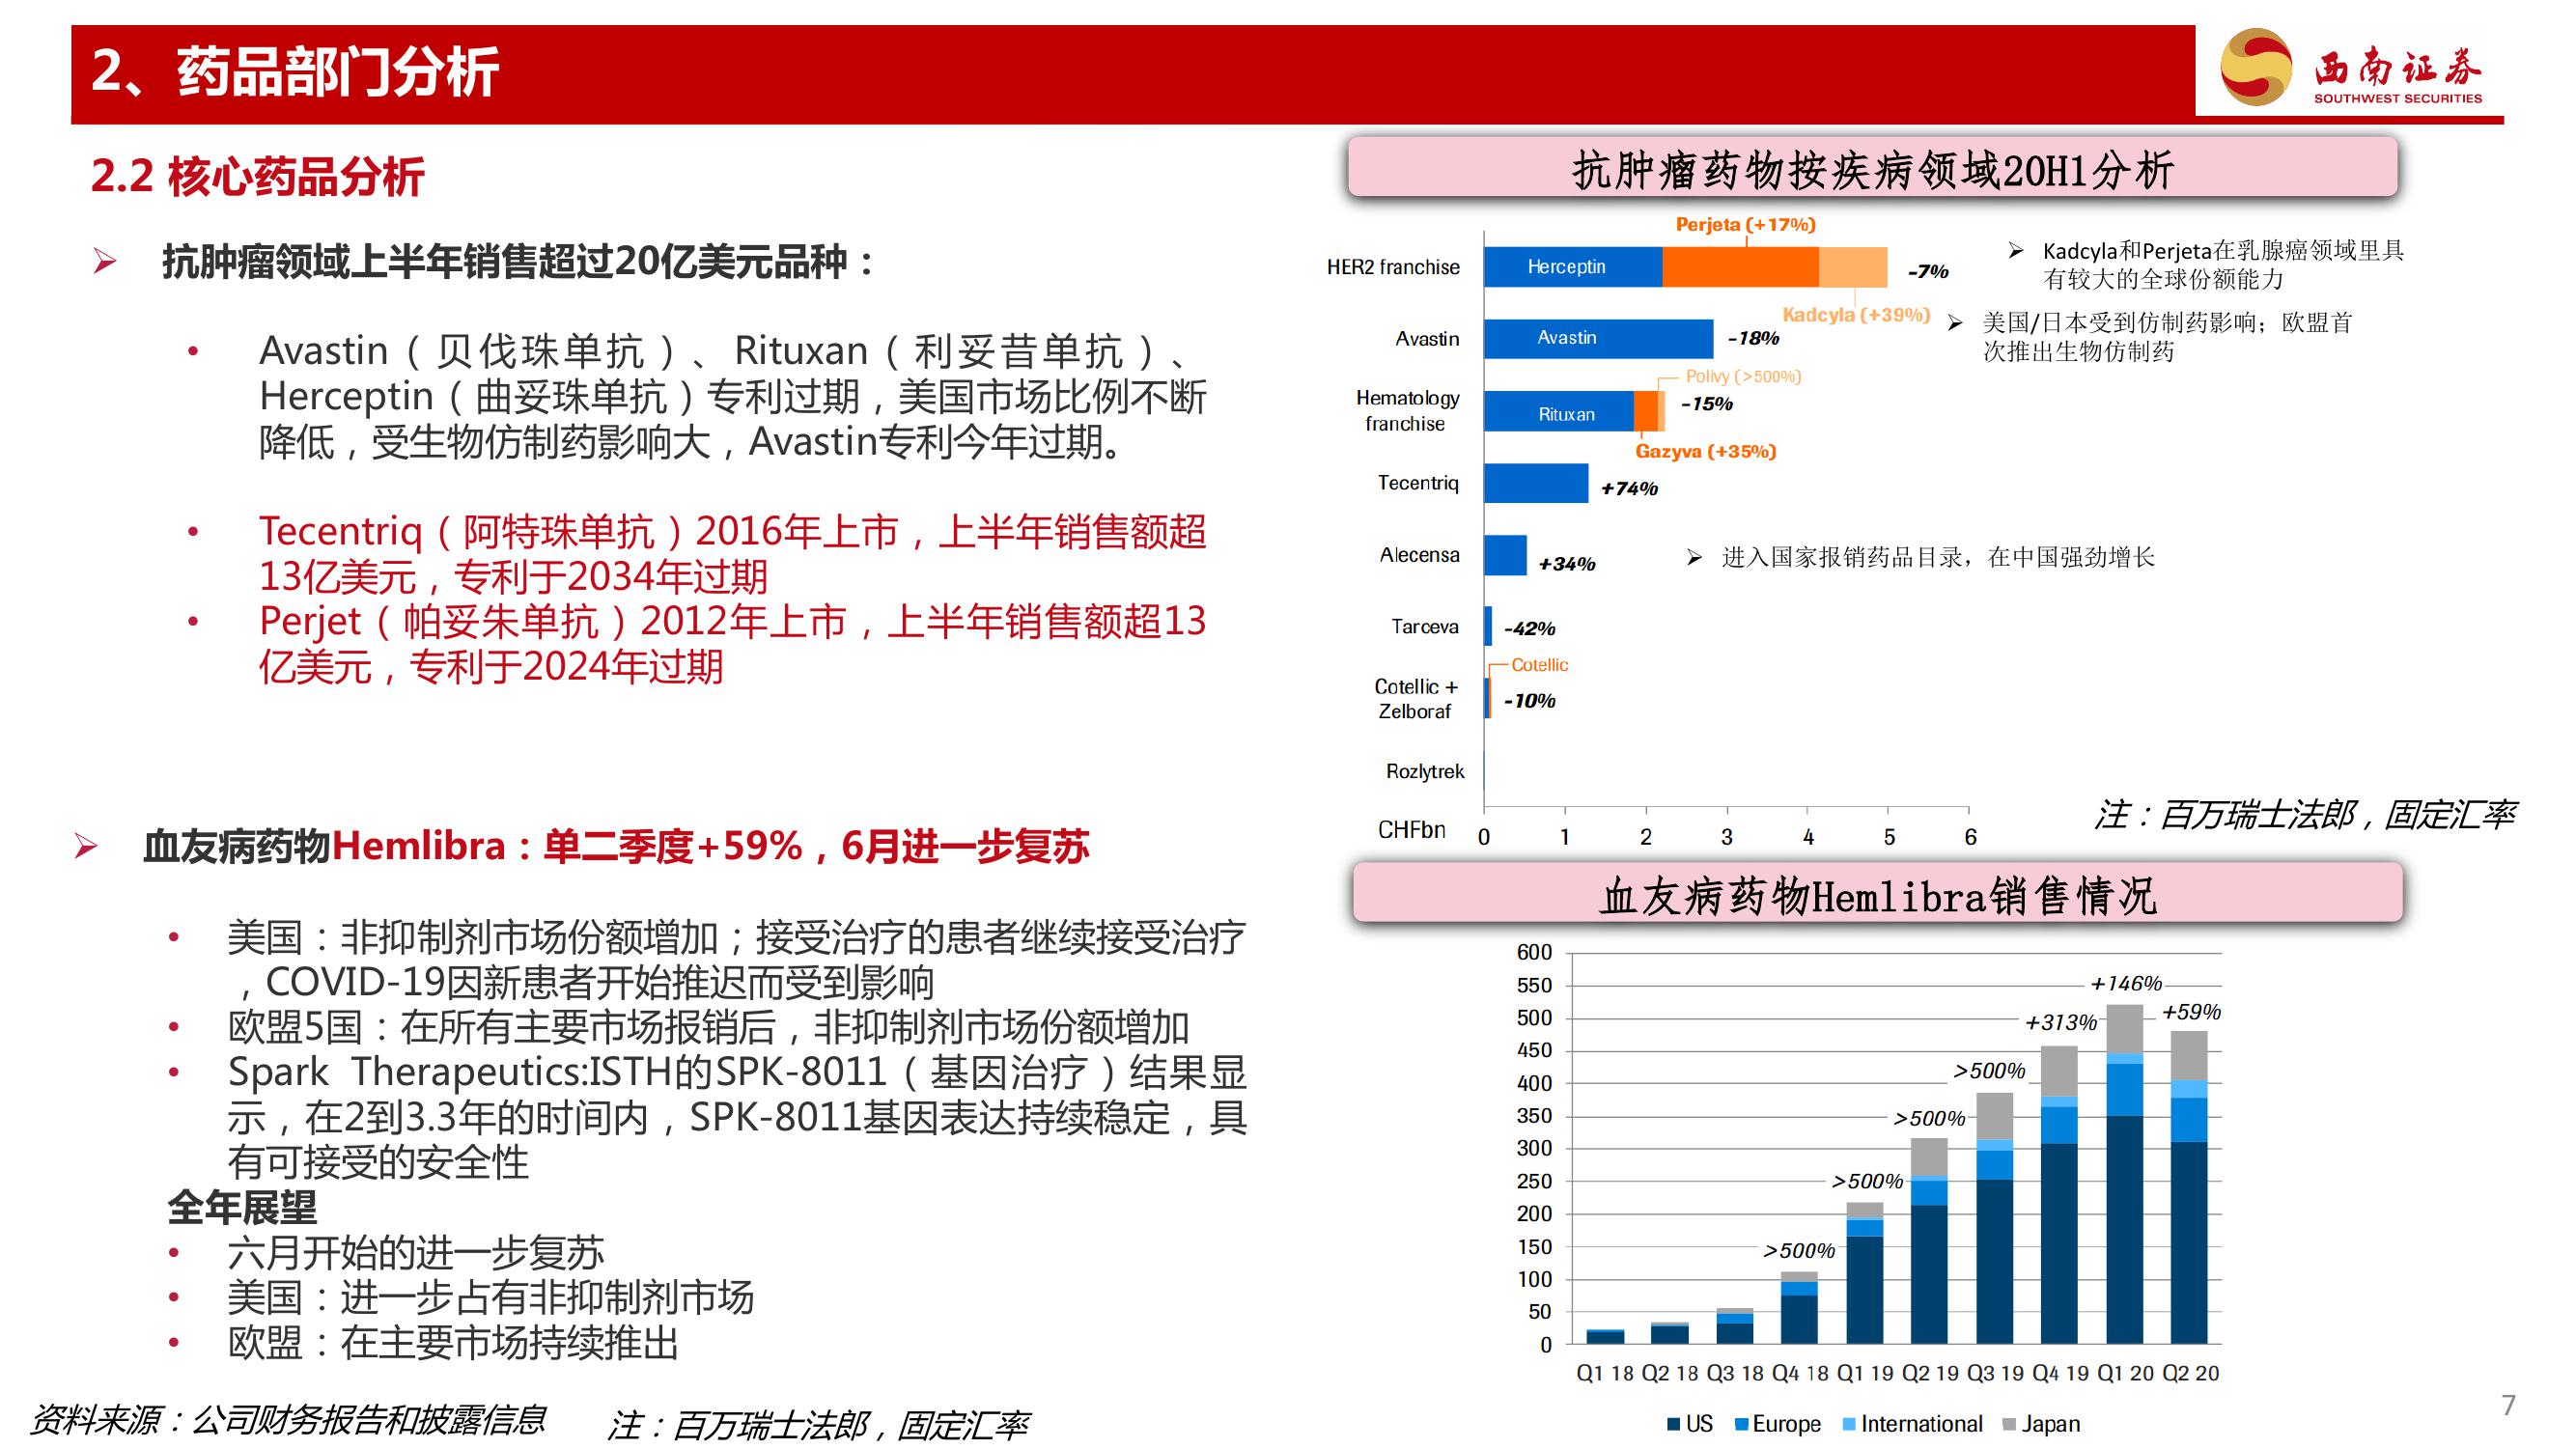 2、药品部门分析
西南证券
SOUTHWEST SECURITIES
2.2 核心药品分析
➢ 抗肿瘤领域上半年销售超过20亿美元品种：
• Avastin（贝伐珠单抗）、Rituxan（利妥昔单抗）、
Herceptin（曲妥珠单抗）专利过期，美国市场比例不断
降低，受生物仿制药影响大，Avastin专利今年过期。
• Tecentriq（阿特珠单抗）2016年上市，上半年销售额超
13亿美元，专利于2034年过期
• Perjet（帕妥朱单抗）2012年上市，上半年销售额超13
亿美元，专利于2024年过期
➢ 血友病药物Hemlibra：单二季度+59%，6月进一步复苏
• 美国：非抑制剂市场份额增加；接受治疗的患者继续接受治疗
，COVID-19因新患者开始推迟而受到影响
• 欧盟5国：在所有主要市场报销后，非抑制剂市场份额增加
• Spark Therapeutics:ISTH的SPK-8011（基因治疗）结果显
示，在2到3.3年的时间内，SPK-8011基因表达持续稳定，具
有可接受的安全性
全年展望
• 六月开始的进一步复苏
• 美国：进一步占有非抑制剂市场
• 欧盟：在主要市场持续推出
资料来源：公司财务报告和披露信息
注：百万瑞士法郎，固定汇率
抗肿瘤药物按疾病领域20H1分析
Perjeta (+17%)
HER2 franchise
Herceptin
-7%
Kadcyla (+39%)
➢ Kadcyla和Perjeta在乳腺癌领域里具
有较大的全球份额能力
Avastin
Avastin
-18%
➢ 美国/日本受到仿制药影响；欧盟首
次推出生物仿制药
Polivy (>500%)
Hematology
franchise
Rituxan
-15%
Gazyva (+35%)
Tecentriq
+74%
Alecensa
+34%
➢ 进入国家报销药品目录，在中国强劲增长
Tarceva
-42%
Cotellic
Cotellic +
Zelboraf
-10%
Rozlytrek
CHFbn
0 1 2 3 4 5 6
注：百万瑞士法郎，固定汇率
血友病药物Hemlibra销售情况
600
550
500
450
400
350
300
250
200
150
100
50
0
>500%
>500%
>500%
>500%
+313%
+146%
+59%
Q1 18 Q2 18 Q3 18 Q4 18 Q1 19 Q2 19 Q3 19 Q4 19 Q1 20 Q2 20
US Europe International Japan
7